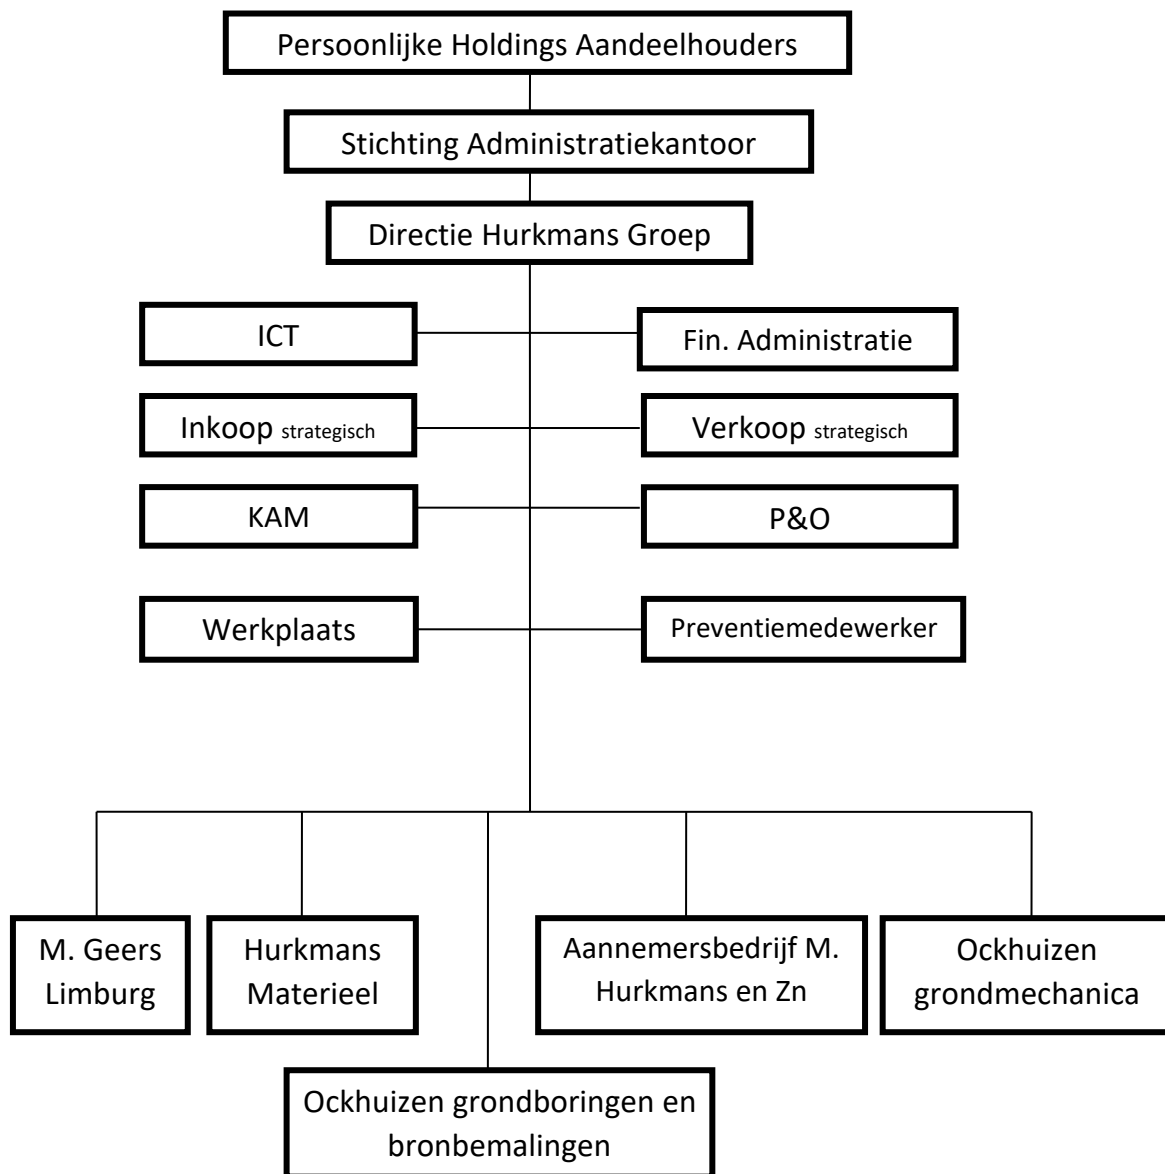 Persoonlijke Holdings Aandeelhouders
Stichting Administratiekantoor
Directie Hurkmans Groep
ICT
Fin. Administratie
Inkoop strategisch
Verkoop strategisch
KAM
P&O
Werkplaats
Preventiemedewerker
M. Geers
Limburg
Hurkmans
Materieel
Aannemersbedrijf M.
Hurkmans en Zn
Ockhuizen
grondmechanica
Ockhuizen grondboringen en
bronbemalingen